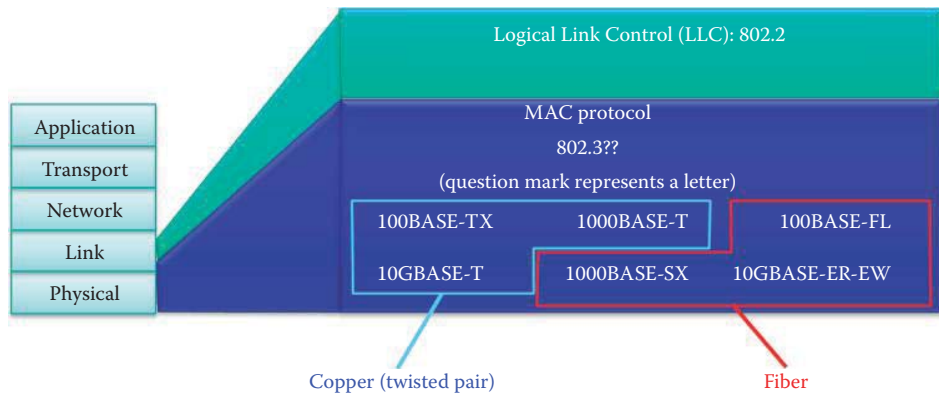 Logical Link Control (LLC): 802.2
MAC protocol
802.3??
(question mark represents a letter)
Application
Transport
Network
Link
Physical
100BASE-TX 1000BASE-T 100BASE-FL
10GBASE-T 1000BASE-SX 10GBASE-ER-EW
Copper (twisted pair) Fiber